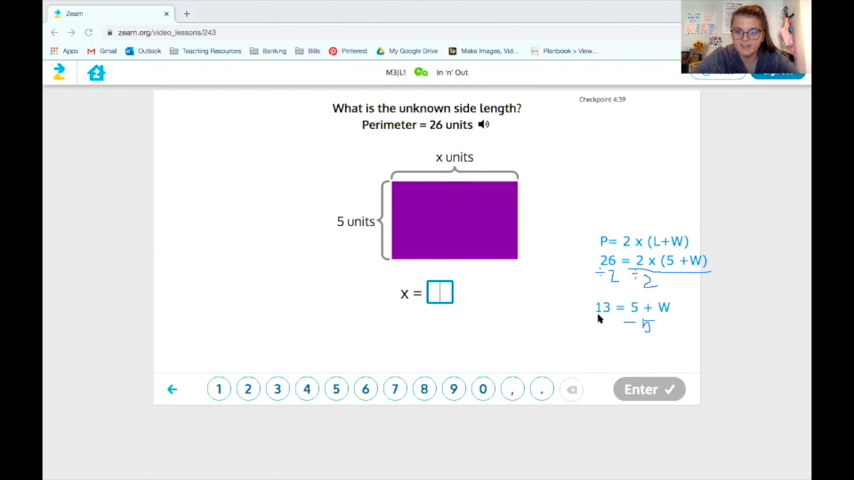 Zearn
zearn.org/video_lessons/243
Apps Gmail Outlook Teaching Resources Banking Bills Pinterest My Google Drive Make Images, Vid... Planbook > View...
M3|L1 In 'n' Out
What is the unknown side length?
Checkpoint 4:39
Perimeter = 26 units
x units
5 units
P= 2 x (L+W)
26 = 2 x (5 +W)
÷2 ÷2
13 = 5 + W
- 5
x =
1 2 3 4 5 6 7 8 9 0 , . Enter ✓